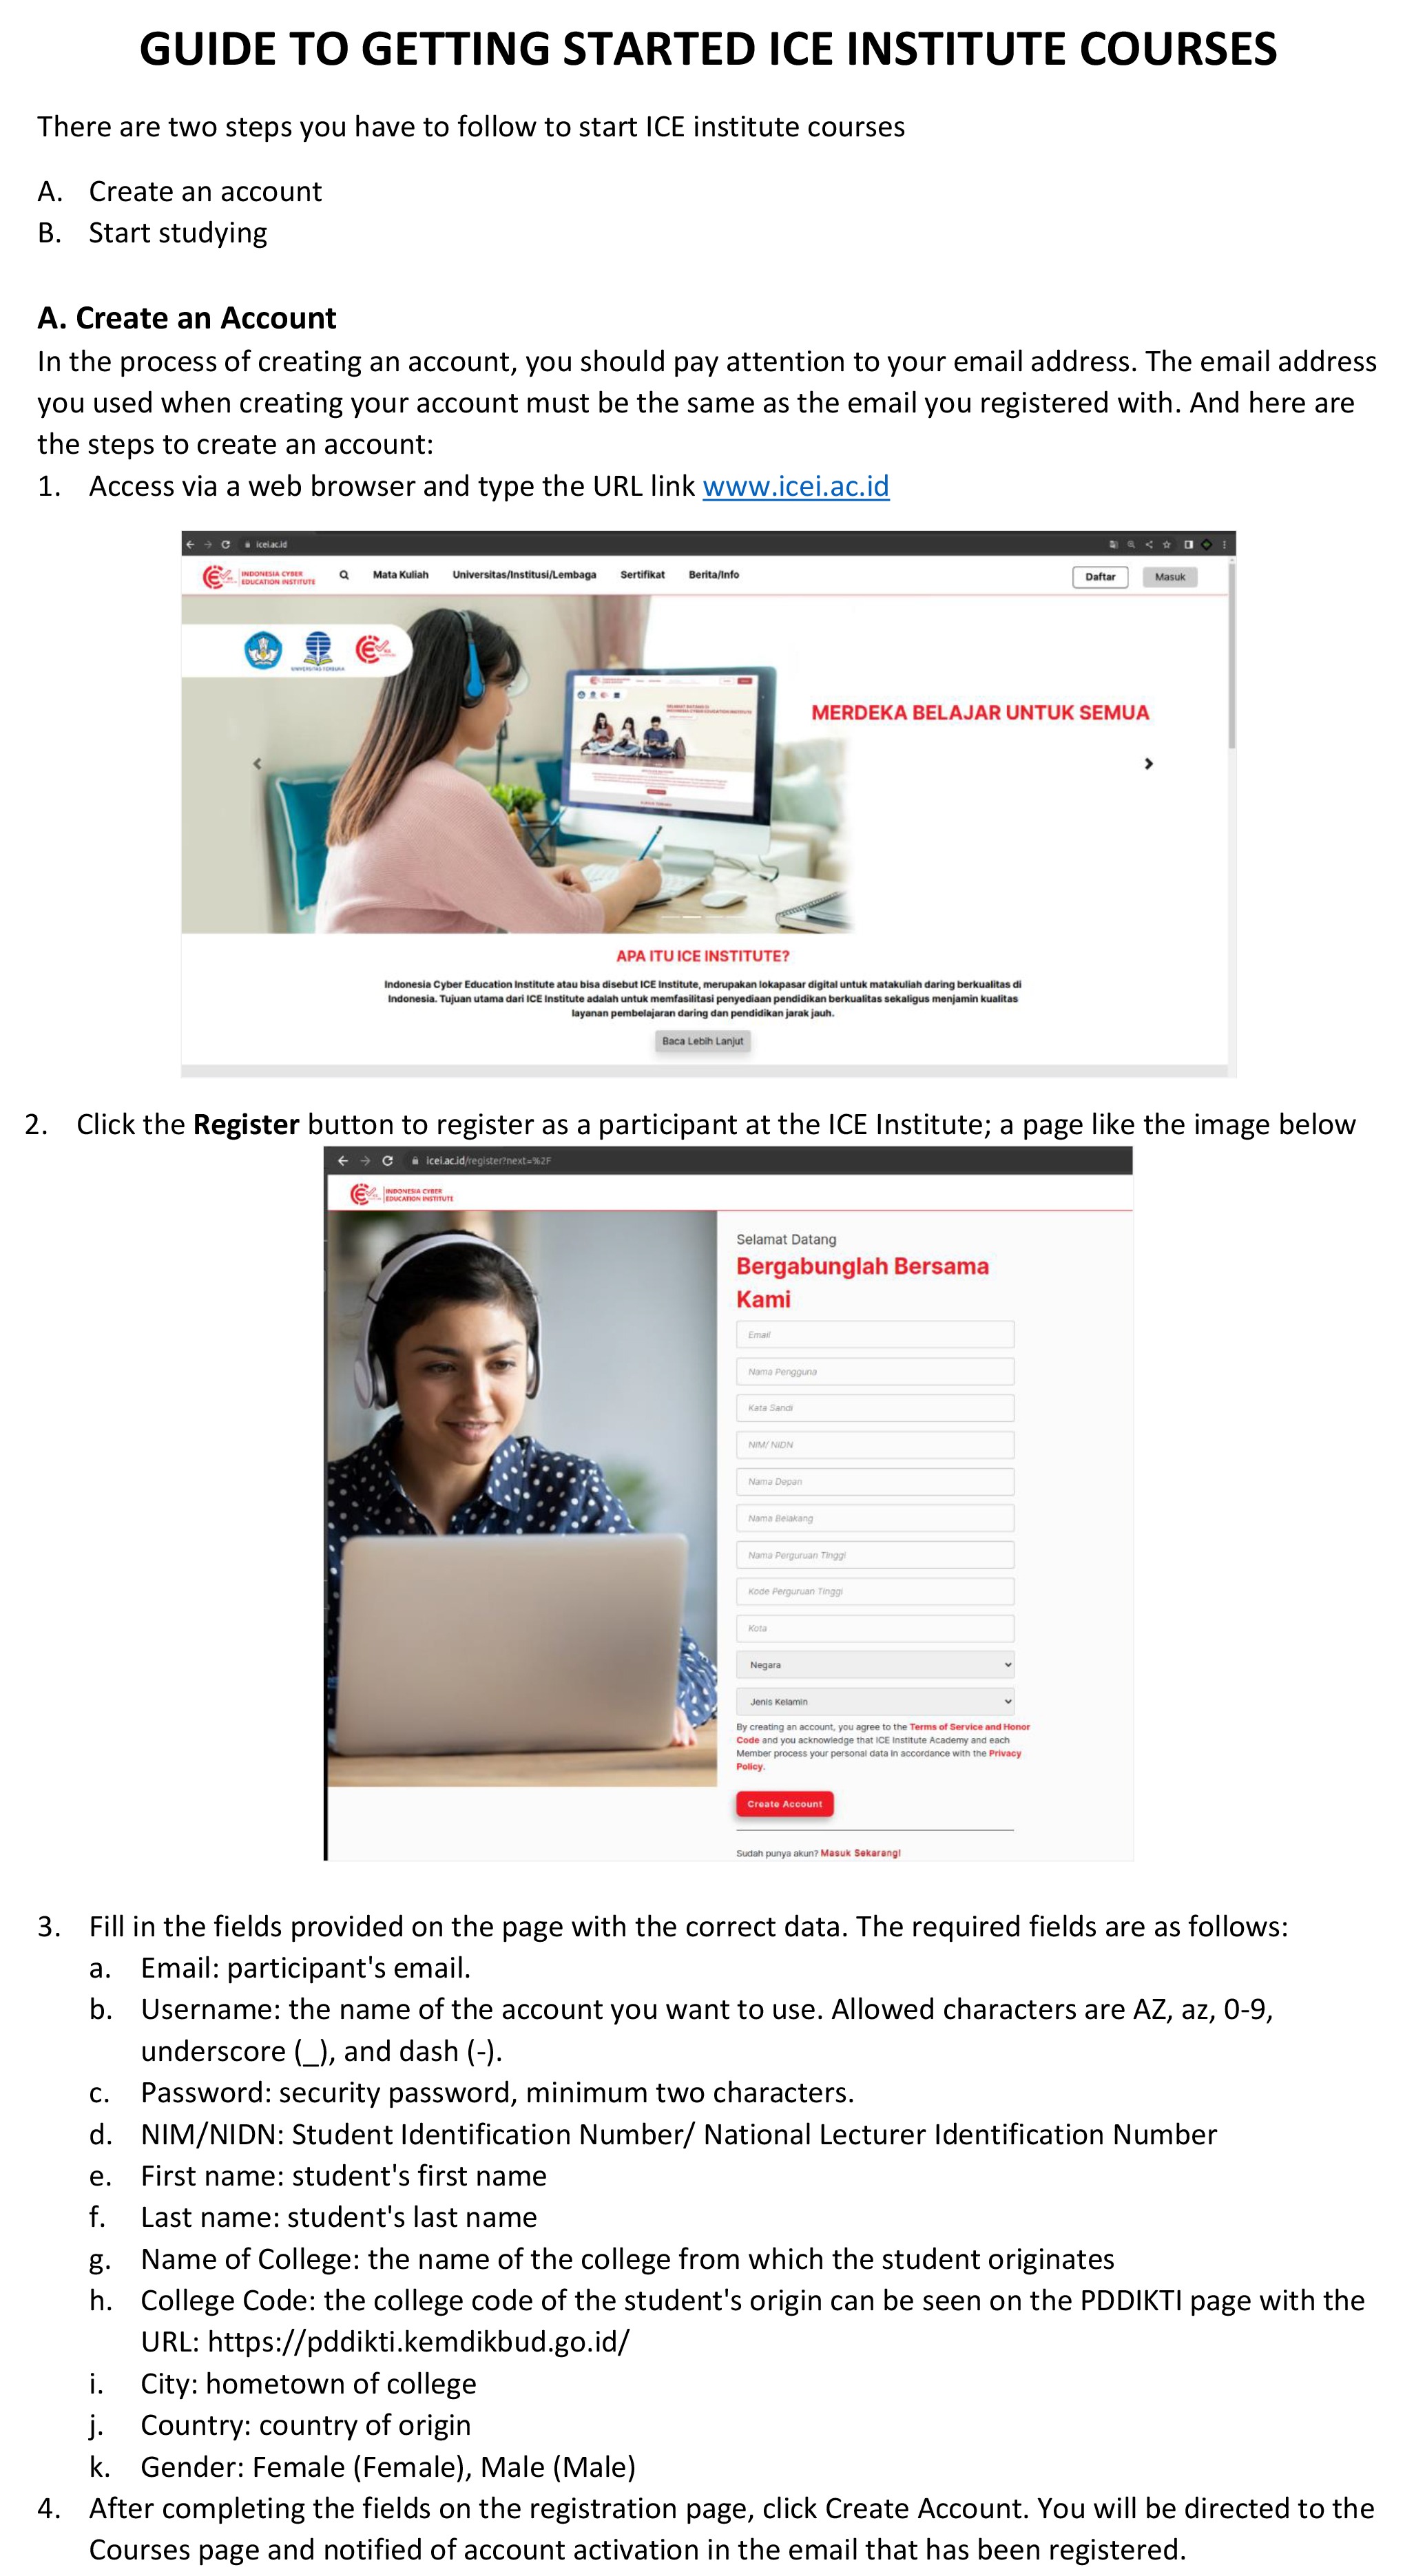 GUIDE TO GETTING STARTED ICE INSTITUTE COURSES
There are two steps you have to follow to start ICE institute courses
A. Create an account
B. Start studying
A. Create an Account
In the process of creating an account, you should pay attention to your email address. The email address
you used when creating your account must be the same as the email you registered with. And here are
the steps to create an account:
1. Access via a web browser and type the URL link www.icei.ac.id
icei.ac.id
INDONESIA CYBER
EDUCATION INSTITUTE
Mata Kuliah Universitas/Institusi/Lembaga Sertifikat Berita/Info Daftar Masuk
UNIVERSITAS TERBUKA
MERDEKA BELAJAR UNTUK SEMUA
APA ITU ICE INSTITUTE?
Indonesia Cyber Education Institute atau bisa disebut ICE Institute, merupakan lokapasar digital untuk matakuliah daring berkualitas di
Indonesia. Tujuan utama dari ICE Institute adalah untuk memfasilitasi penyediaan pendidikan berkualitas sekaligus menjamin kualitas
layanan pembelajaran daring dan pendidikan jarak jauh.
Baca Lebih Lanjut
2. Click the Register button to register as a participant at the ICE Institute; a page like the image below
icei.ac.id/register?next=%2F
INDONESIA CYBER
EDUCATION INSTITUTE
Selamat Datang
Bergabunglah Bersama
Kami
Email
Nama Pengguna
Kata Sandi
NIM/ NIDN
Nama Depan
Nama Belakang
Nama Perguruan Tinggi
Kode Perguruan Tinggi
Kota
Negara
Jenis Kelamin
By creating an account, you agree to the Terms of Service and Honor
Code and you acknowledge that ICE Institute Academy and each
Member process your personal data in accordance with the Privacy
Policy.
Create Account
Sudah punya akun? Masuk Sekarang!
3. Fill in the fields provided on the page with the correct data. The required fields are as follows:
a. Email: participant's email.
b. Username: the name of the account you want to use. Allowed characters are AZ, az, 0-9,
underscore (_), and dash (-).
c. Password: security password, minimum two characters.
d. NIM/NIDN: Student Identification Number/ National Lecturer Identification Number
e. First name: student's first name
f. Last name: student's last name
g. Name of College: the name of the college from which the student originates
h. College Code: the college code of the student's origin can be seen on the PDDIKTI page with the
URL: https://pddikti.kemdikbud.go.id/
i. City: hometown of college
j. Country: country of origin
k. Gender: Female (Female), Male (Male)
4. After completing the fields on the registration page, click Create Account. You will be directed to the
Courses page and notified of account activation in the email that has been registered.